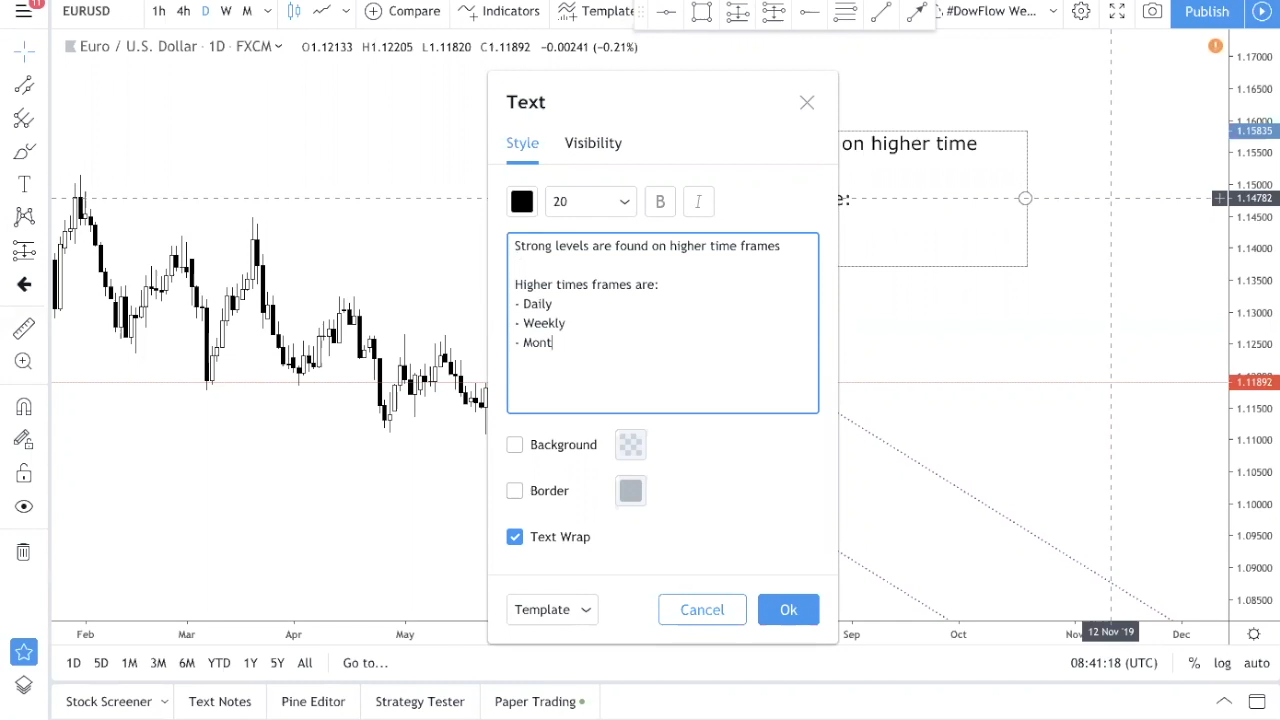 11
EURUSD 1h 4h D W M Compare Indicators Template #DowFlow We... Publish
Euro / U.S. Dollar · 1D · FXCM O1.12133 H1.12205 L1.11820 C1.11892 −0.00241 (−0.21%)
Text
Style Visibility
20 B I
Strong levels are found on higher time frames
Higher times frames are:
- Daily
- Weekly
- Mont
Background
Border
Text Wrap
Template Cancel Ok
on higher time
e:
1.17000
1.16500
1.16000
1.15835
1.15500
1.15000
1.14782
1.14500
1.14000
1.13500
1.13000
1.12500
1.11892
1.11500
1.11000
1.10500
1.10000
1.09500
1.09000
1.08500
Feb Mar Apr May Sep Oct Nov 12 Nov '19 Dec
1D 5D 1M 3M 6M YTD 1Y 5Y All Go to... 08:41:18 (UTC) % log auto
Stock Screener Text Notes Pine Editor Strategy Tester Paper Trading